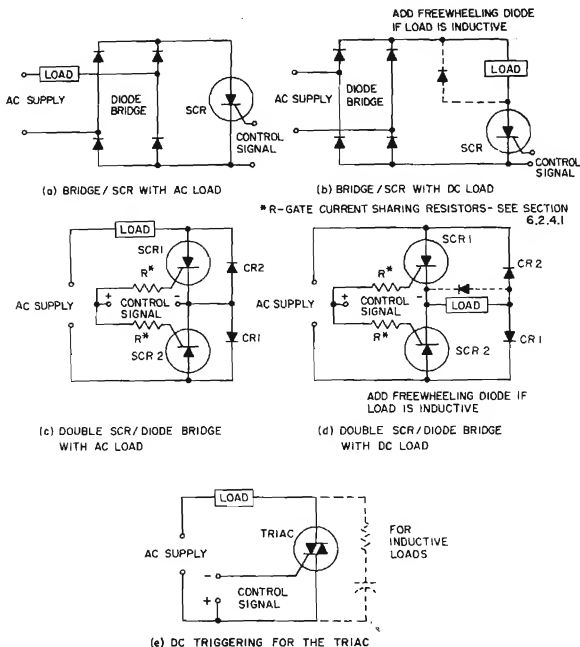 LOAD
AC SUPPLY
DIODE
BRIDGE
SCR
CONTROL
SIGNAL
(a) BRIDGE/SCR WITH AC LOAD
ADD FREEWHEELING DIODE
IF LOAD IS INDUCTIVE
LOAD
AC SUPPLY
DIODE
BRIDGE
SCR
CONTROL
SIGNAL
(b) BRIDGE/SCR WITH DC LOAD
*R-GATE CURRENT SHARING RESISTORS- SEE SECTION
6.2.4.1
LOAD
SCR1
CR2
R*
AC SUPPLY
+ CONTROL -
SIGNAL
R*
CR1
SCR 2
(c) DOUBLE SCR/DIODE BRIDGE
WITH AC LOAD
SCR1
CR 2
R*
AC SUPPLY
+ CONTROL -
SIGNAL
LOAD
R*
CR1
SCR 2
ADD FREEWHEELING DIODE IF
LOAD IS INDUCTIVE
(d) DOUBLE SCR/DIODE BRIDGE
WITH DC LOAD
LOAD
TRIAC
AC SUPPLY
-
CONTROL
+ SIGNAL
FOR
INDUCTIVE
LOADS
(e) DC TRIGGERING FOR THE TRIAC